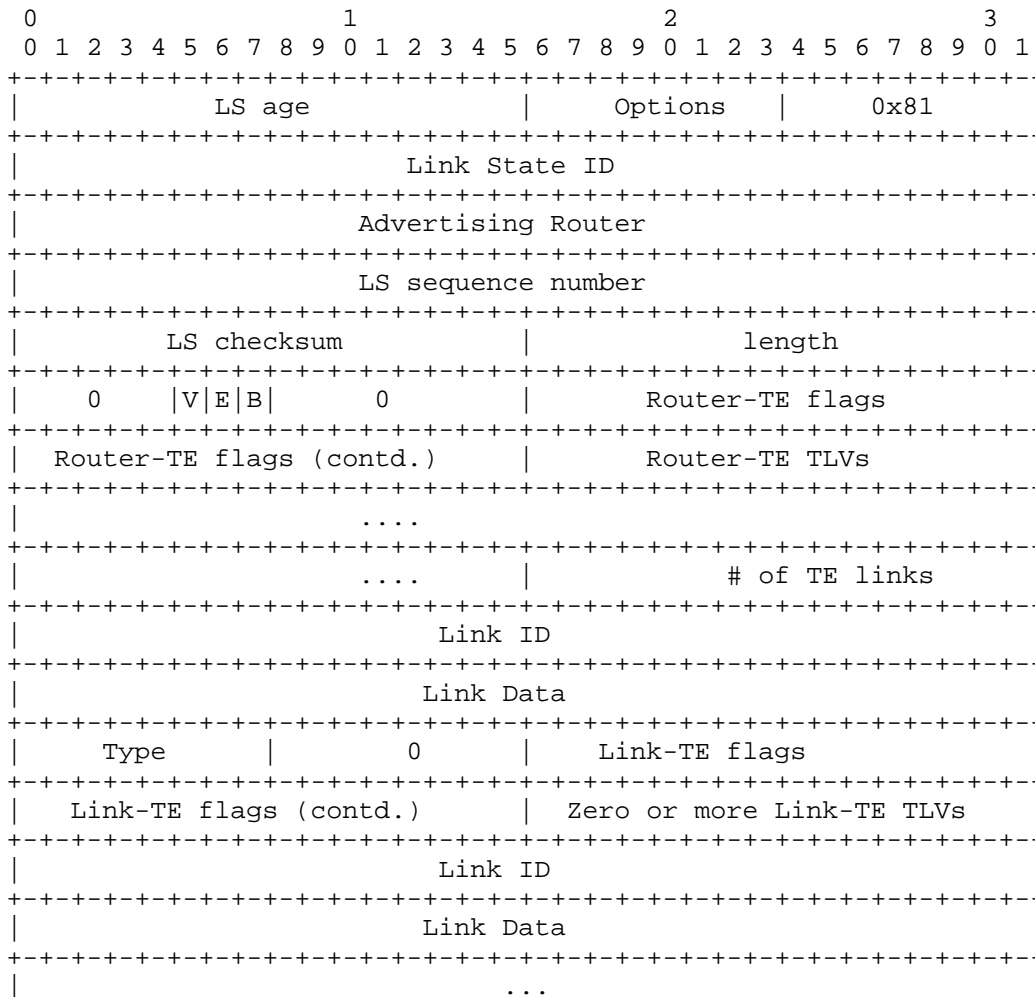 0                   1                   2                   3
0 1 2 3 4 5 6 7 8 9 0 1 2 3 4 5 6 7 8 9 0 1 2 3 4 5 6 7 8 9 0 1
+-+-+-+-+-+-+-+-+-+-+-+-+-+-+-+-+-+-+-+-+-+-+-+-+-+-+-+-+-+-+-+-
|            LS age             |     Options   |     0x81
+-+-+-+-+-+-+-+-+-+-+-+-+-+-+-+-+-+-+-+-+-+-+-+-+-+-+-+-+-+-+-+-
|                        Link State ID
+-+-+-+-+-+-+-+-+-+-+-+-+-+-+-+-+-+-+-+-+-+-+-+-+-+-+-+-+-+-+-+-
|                     Advertising Router
+-+-+-+-+-+-+-+-+-+-+-+-+-+-+-+-+-+-+-+-+-+-+-+-+-+-+-+-+-+-+-+-
|                     LS sequence number
+-+-+-+-+-+-+-+-+-+-+-+-+-+-+-+-+-+-+-+-+-+-+-+-+-+-+-+-+-+-+-+-
|         LS checksum           |             length
+-+-+-+-+-+-+-+-+-+-+-+-+-+-+-+-+-+-+-+-+-+-+-+-+-+-+-+-+-+-+-+-
|    0    |V|E|B|      0        |       Router-TE flags
+-+-+-+-+-+-+-+-+-+-+-+-+-+-+-+-+-+-+-+-+-+-+-+-+-+-+-+-+-+-+-+-
|  Router-TE flags (contd.)     |       Router-TE TLVs
+-+-+-+-+-+-+-+-+-+-+-+-+-+-+-+-+-+-+-+-+-+-+-+-+-+-+-+-+-+-+-+-
|                     ....
+-+-+-+-+-+-+-+-+-+-+-+-+-+-+-+-+-+-+-+-+-+-+-+-+-+-+-+-+-+-+-+-
|                     ....      |            # of TE links
+-+-+-+-+-+-+-+-+-+-+-+-+-+-+-+-+-+-+-+-+-+-+-+-+-+-+-+-+-+-+-+-
|                          Link ID
+-+-+-+-+-+-+-+-+-+-+-+-+-+-+-+-+-+-+-+-+-+-+-+-+-+-+-+-+-+-+-+-
|                         Link Data
+-+-+-+-+-+-+-+-+-+-+-+-+-+-+-+-+-+-+-+-+-+-+-+-+-+-+-+-+-+-+-+-
|     Type      |        0      |    Link-TE flags
+-+-+-+-+-+-+-+-+-+-+-+-+-+-+-+-+-+-+-+-+-+-+-+-+-+-+-+-+-+-+-+-
|   Link-TE flags (contd.)      |  Zero or more Link-TE TLVs
+-+-+-+-+-+-+-+-+-+-+-+-+-+-+-+-+-+-+-+-+-+-+-+-+-+-+-+-+-+-+-+-
|                          Link ID
+-+-+-+-+-+-+-+-+-+-+-+-+-+-+-+-+-+-+-+-+-+-+-+-+-+-+-+-+-+-+-+-
|                         Link Data
+-+-+-+-+-+-+-+-+-+-+-+-+-+-+-+-+-+-+-+-+-+-+-+-+-+-+-+-+-+-+-+-
|                              ...